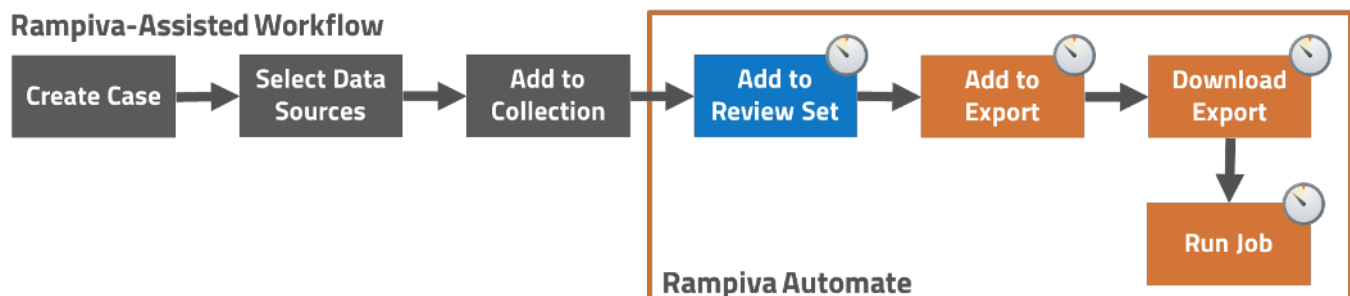 Rampiva-Assisted Workflow
Create Case
Select Data
Sources
Add to
Collection
Add to
Review Set
Add to
Export
Download
Export
Run Job
Rampiva Automate